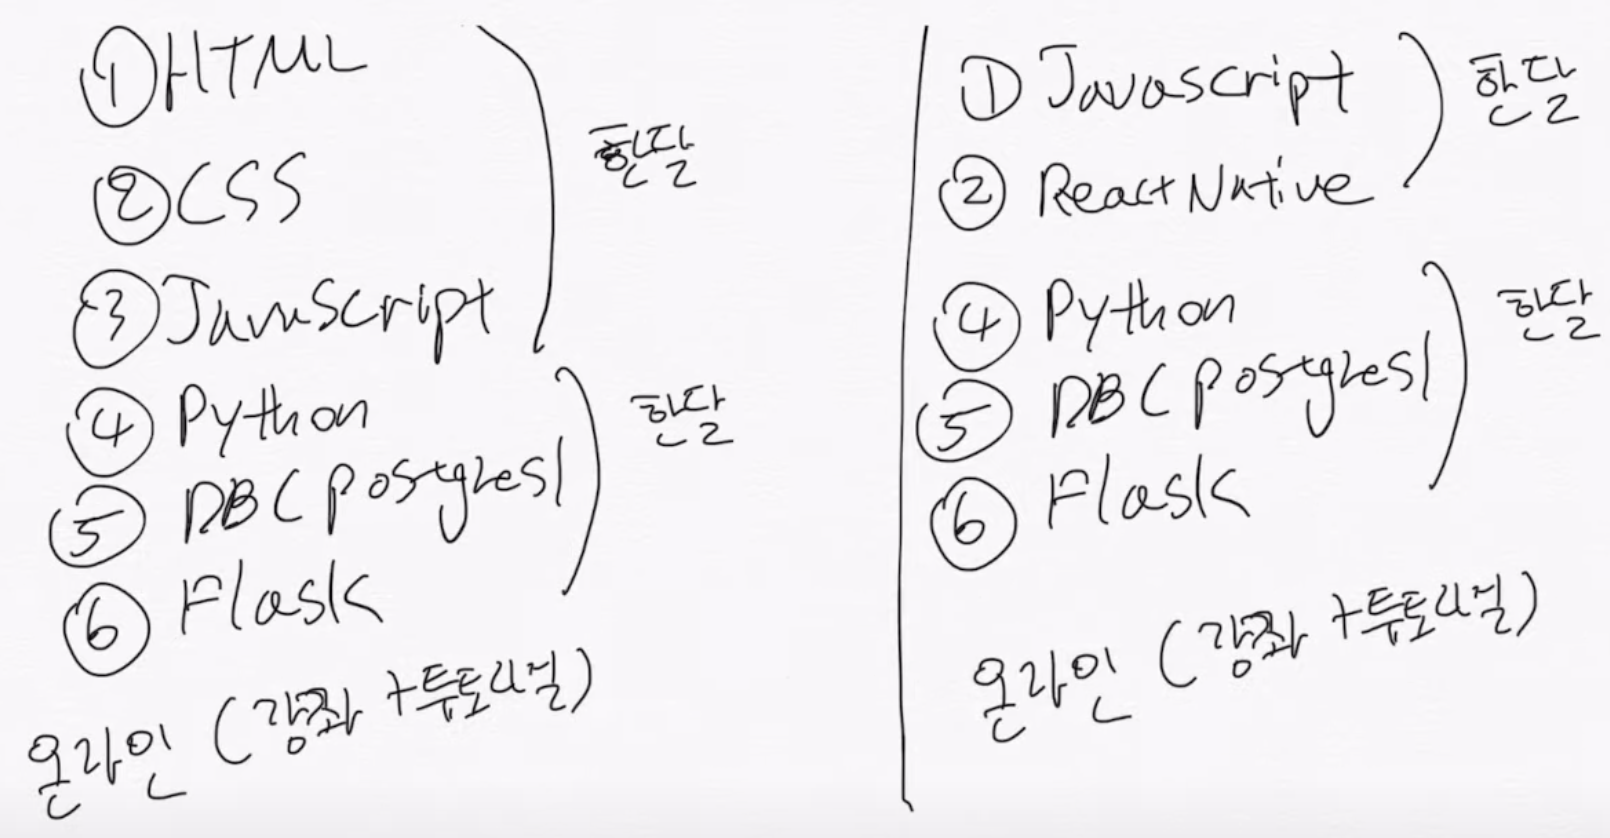 ① HTML
② CSS
③ JavaScript
한달
④ Python
⑤ DB ( postgresl
⑥ Flask
한달
온라인 ( 강좌 + 투토리얼 )
① Javascript
② React Native
한달
④ Python
⑤ DB ( postgresl
⑥ Flask
한달
온라인 ( 강좌 + 투토리얼 )